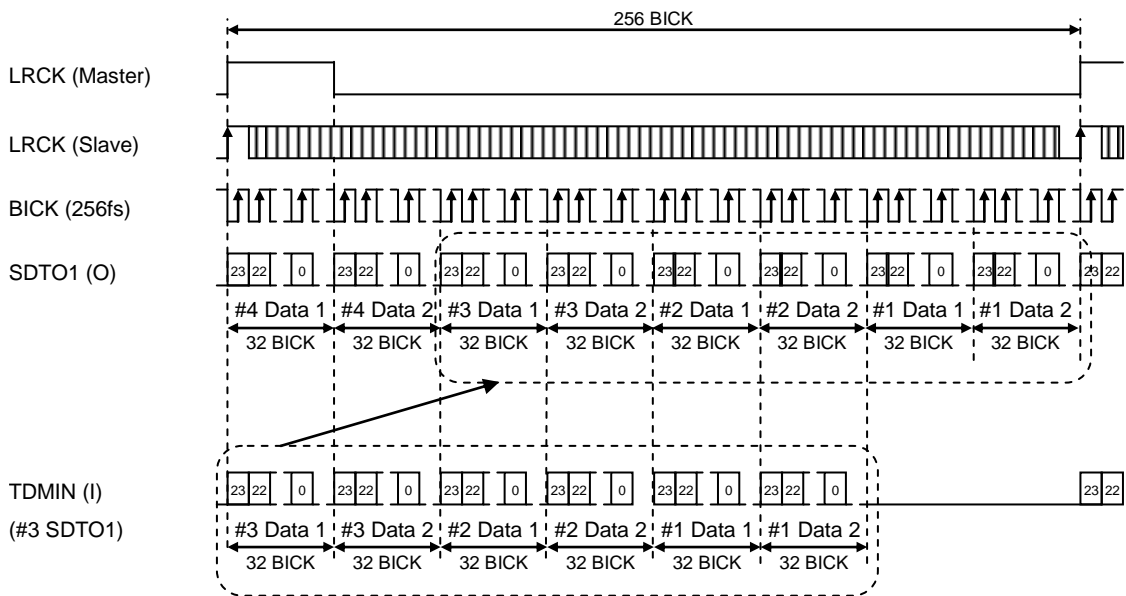 256 BICK
LRCK (Master)
LRCK (Slave)
BICK (256fs)
SDTO1 (O)
23 22 0 23 22 0 23 22 0 23 22 0 23 22 0 23 22 0 23 22 0 23 22 0 23 22
#4 Data 1 #4 Data 2 #3 Data 1 #3 Data 2 #2 Data 1 #2 Data 2 #1 Data 1 #1 Data 2
32 BICK 32 BICK 32 BICK 32 BICK 32 BICK 32 BICK 32 BICK 32 BICK
TDMIN (I)
23 22 0 23 22 0 23 22 0 23 22 0 23 22 0 23 22 0 23 22
(#3 SDTO1)
#3 Data 1 #3 Data 2 #2 Data 1 #2 Data 2 #1 Data 1 #1 Data 2
32 BICK 32 BICK 32 BICK 32 BICK 32 BICK 32 BICK